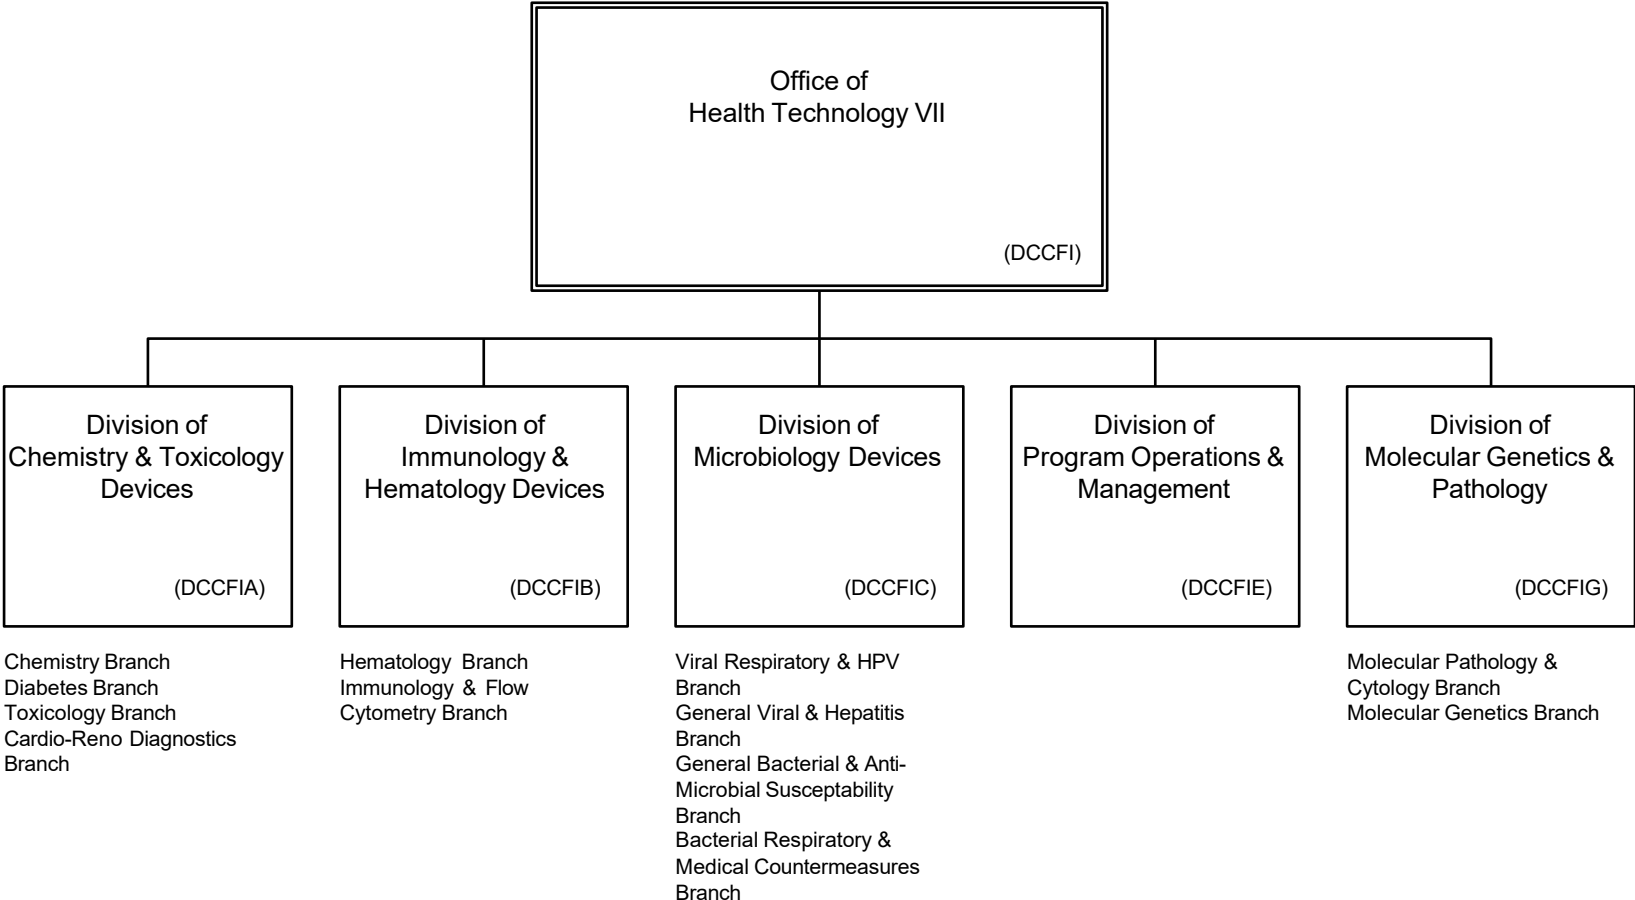 Office of
Health Technology VII
(DCCFI)
Division of
Chemistry & Toxicology
Devices
(DCCFIA)
Division of
Immunology &
Hematology Devices
(DCCFIB)
Division of
Microbiology Devices
(DCCFIC)
Division of
Program Operations &
Management
(DCCFIE)
Division of
Molecular Genetics &
Pathology
(DCCFIG)
Chemistry Branch
Diabetes Branch
Toxicology Branch
Cardio-Reno Diagnostics
Branch
Hematology Branch
Immunology & Flow
Cytometry Branch
Viral Respiratory & HPV
Branch
General Viral & Hepatitis
Branch
General Bacterial & Anti-
Microbial Susceptability
Branch
Bacterial Respiratory &
Medical Countermeasures
Branch
Molecular Pathology &
Cytology Branch
Molecular Genetics Branch